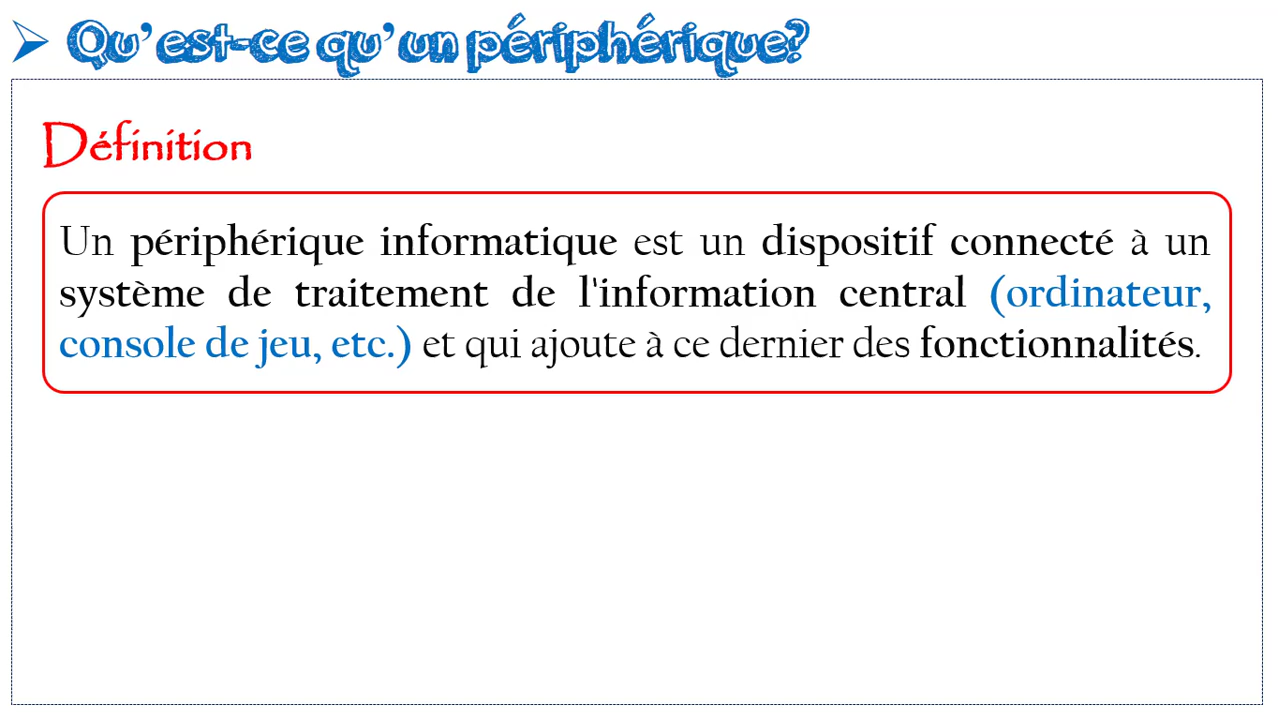 Qu’est-ce qu’un périphérique?
Définition
Un périphérique informatique est un dispositif connecté à un
système de traitement de l'information central (ordinateur,
console de jeu, etc.) et qui ajoute à ce dernier des fonctionnalités.